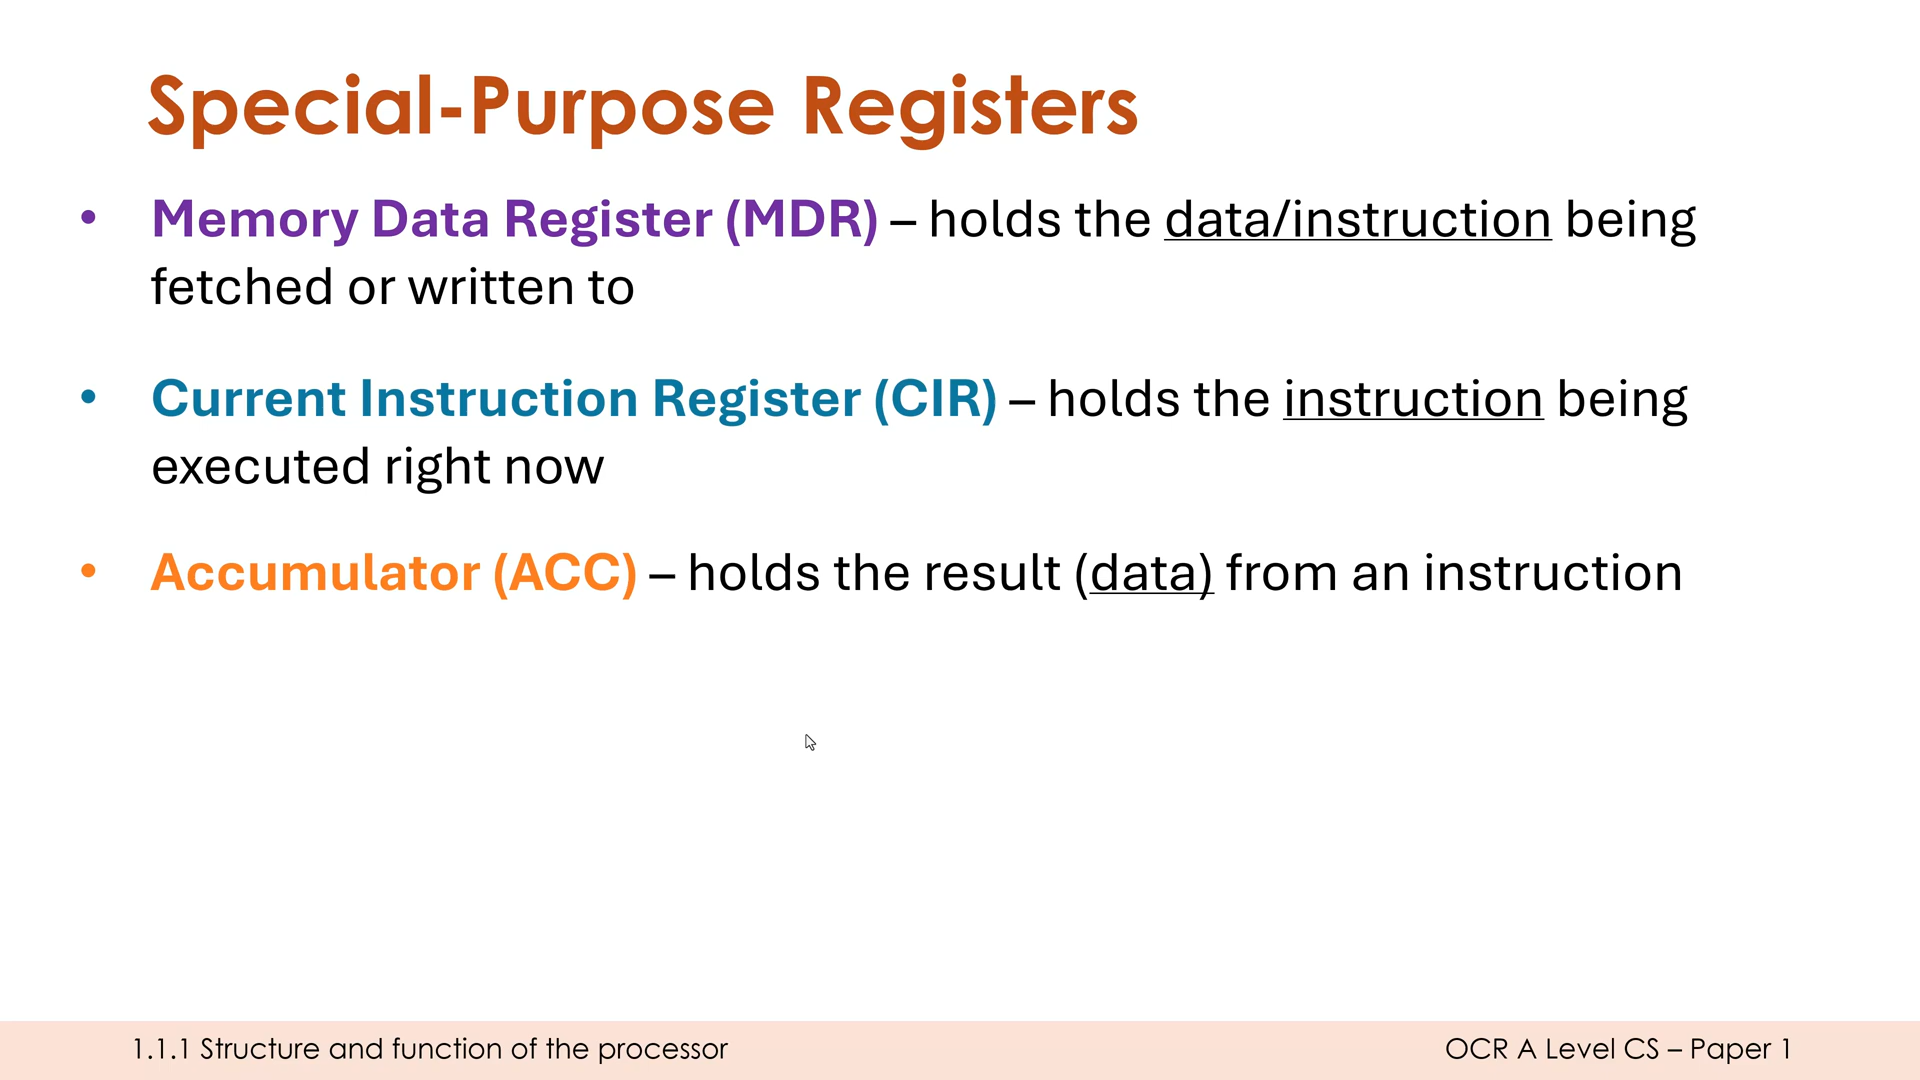 Special-Purpose Registers
• Memory Data Register (MDR) – holds the data/instruction being
fetched or written to
• Current Instruction Register (CIR) – holds the instruction being
executed right now
• Accumulator (ACC) – holds the result (data) from an instruction
1.1.1 Structure and function of the processor
OCR A Level CS – Paper 1